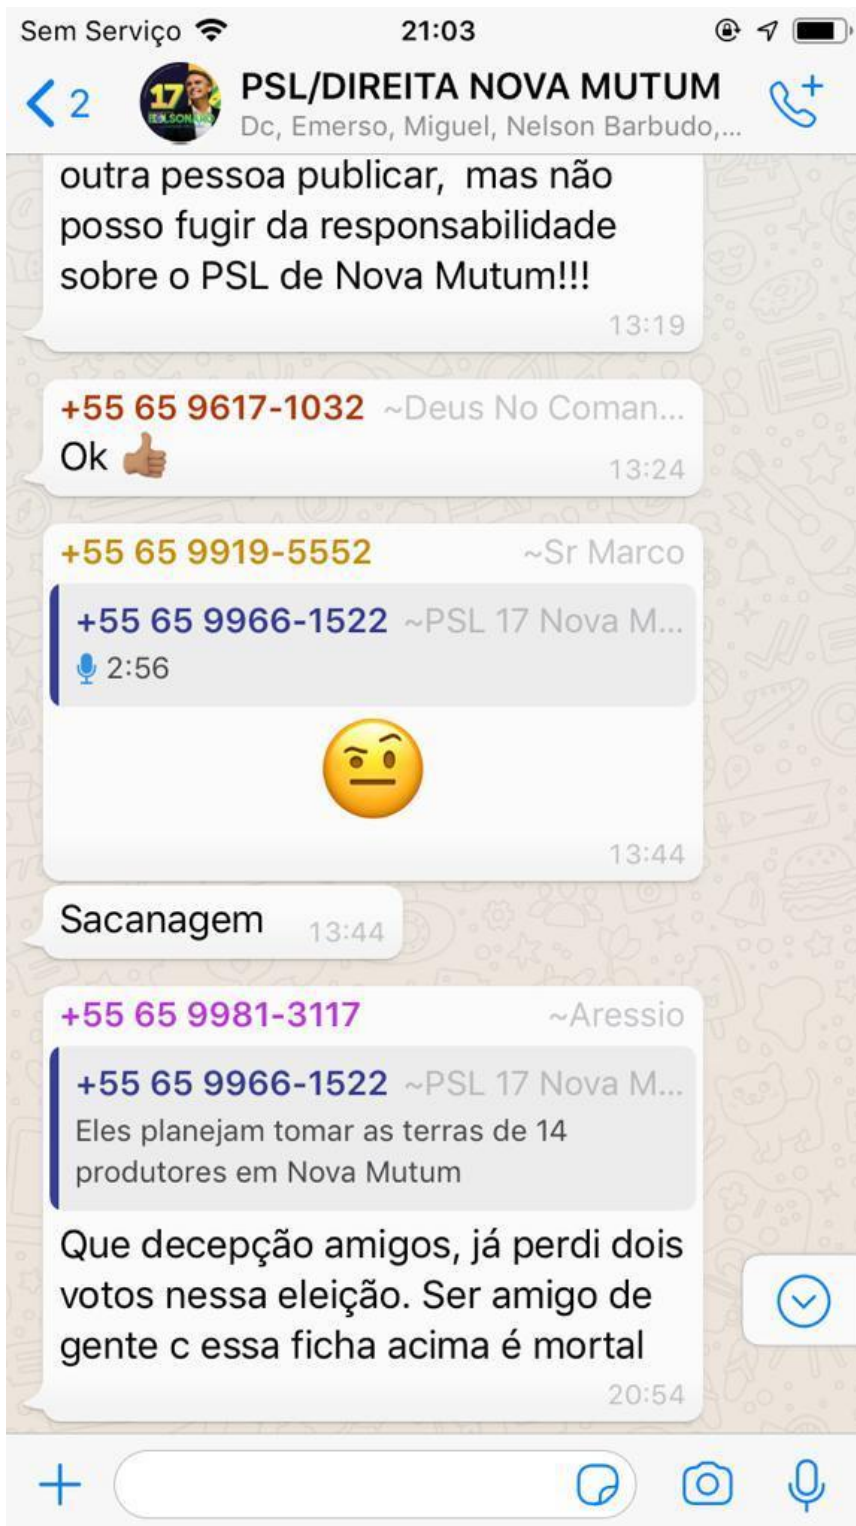 Sem Serviço 21:03
2 PSL/DIREITA NOVA MUTUM
Dc, Emerso, Miguel, Nelson Barbudo,...
17
outra pessoa publicar, mas não
posso fugir da responsabilidade
sobre o PSL de Nova Mutum!!!
13:19
+55 65 9617-1032 ~Deus No Coman...
Ok 👍🏽
13:24
+55 65 9919-5552 ~Sr Marco
+55 65 9966-1522 ~PSL 17 Nova M...
2:56
🤨
13:44
Sacanagem 13:44
+55 65 9981-3117 ~Aressio
+55 65 9966-1522 ~PSL 17 Nova M...
Eles planejam tomar as terras de 14
produtores em Nova Mutum
Que decepção amigos, já perdi dois
votos nessa eleição. Ser amigo de
gente c essa ficha acima é mortal
20:54